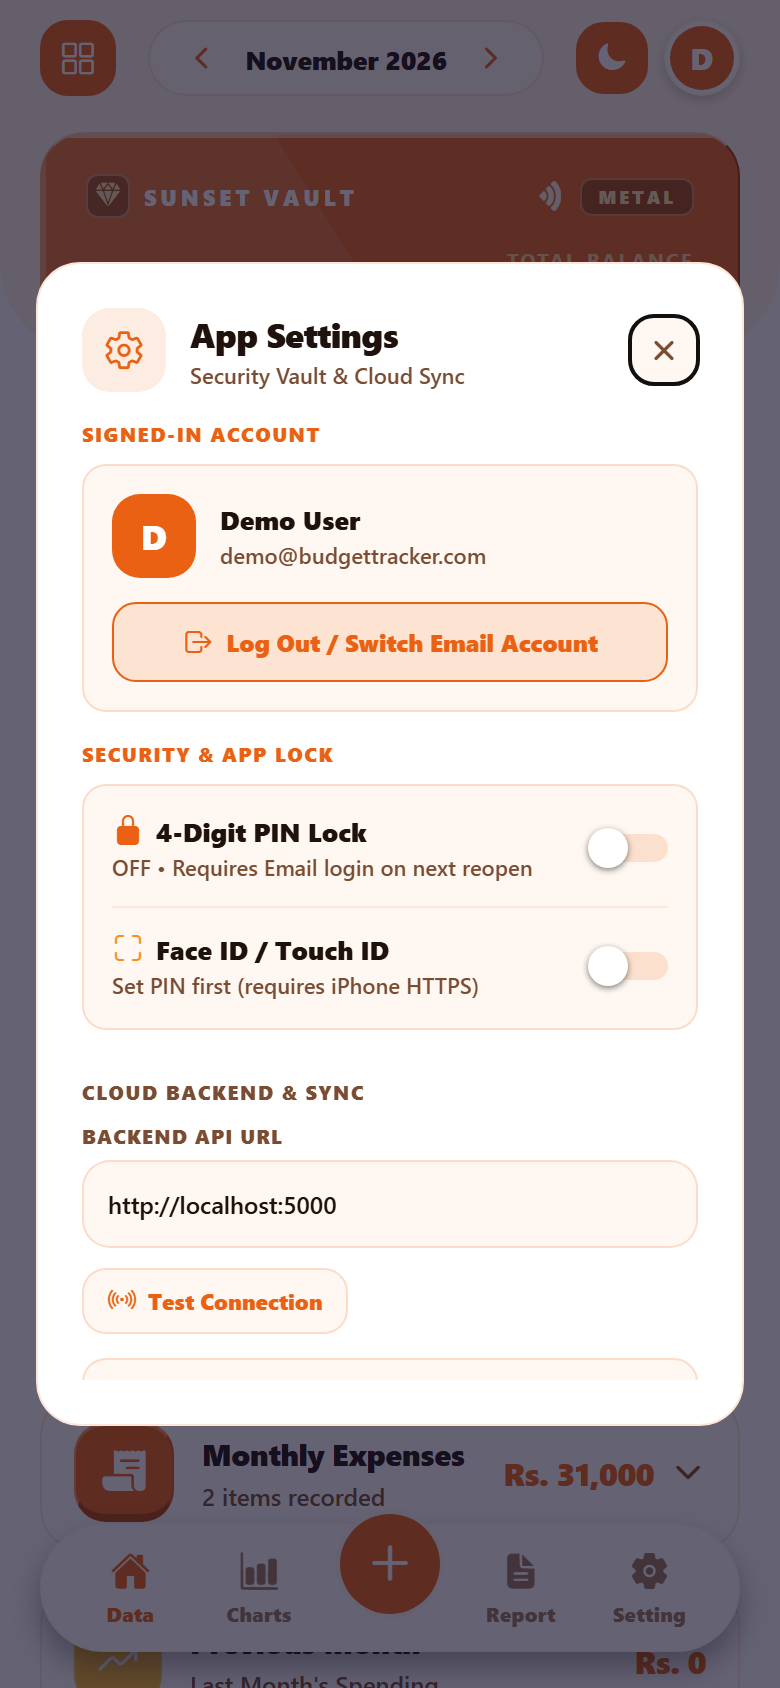 November 2026
D
SUNSET VAULT
METAL
TOTAL BALANCE
App Settings
Security Vault & Cloud Sync
SIGNED-IN ACCOUNT
D
Demo User
demo@budgettracker.com
Log Out / Switch Email Account
SECURITY & APP LOCK
4-Digit PIN Lock
OFF • Requires Email login on next reopen
Face ID / Touch ID
Set PIN first (requires iPhone HTTPS)
CLOUD BACKEND & SYNC
BACKEND API URL
http://localhost:5000
Test Connection
Monthly Expenses
Rs. 31,000
2 items recorded
Data
Charts
Report
Setting
Previous Month
Rs. 0
Last Month's Spending